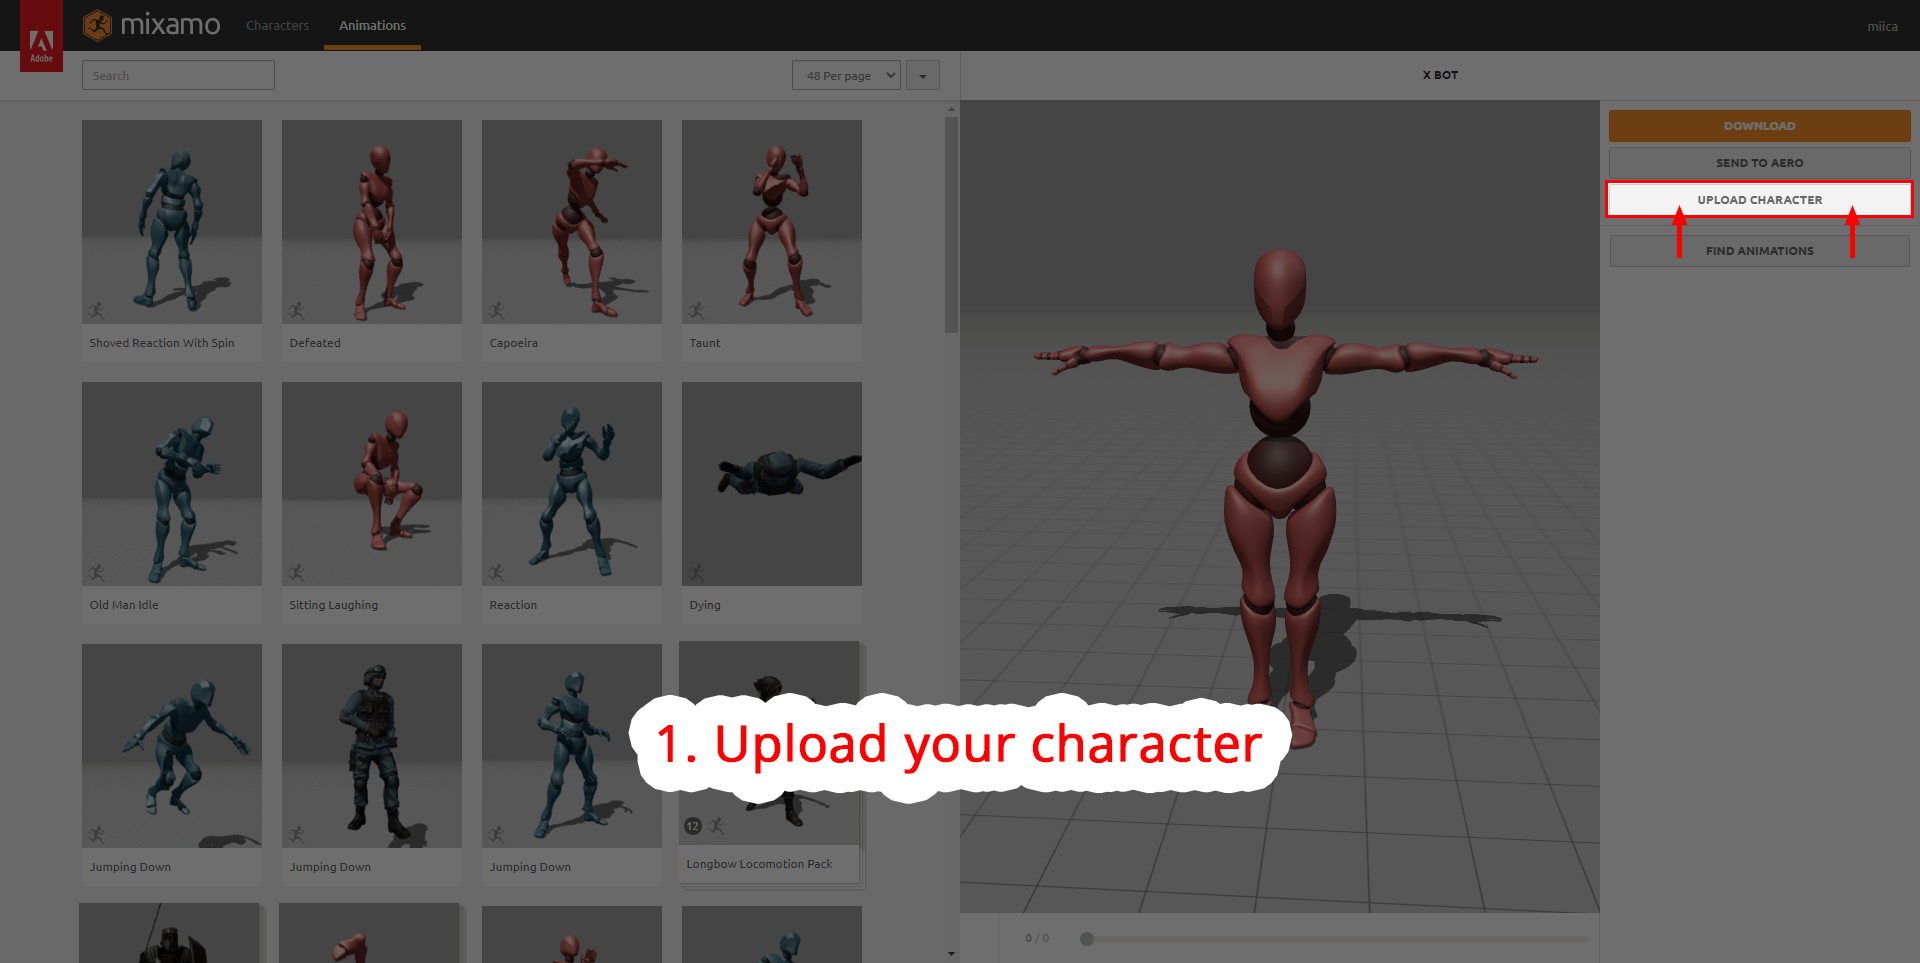 Adobe
mixamo
Characters
Animations
miica
Search
48 Per page
X BOT
DOWNLOAD
SEND TO AERO
UPLOAD CHARACTER
FIND ANIMATIONS
Shoved Reaction With Spin
Defeated
Capoeira
Taunt
Old Man Idle
Sitting Laughing
Reaction
Dying
1. Upload your character
12
Jumping Down
Jumping Down
Jumping Down
Longbow Locomotion Pack
0 / 0